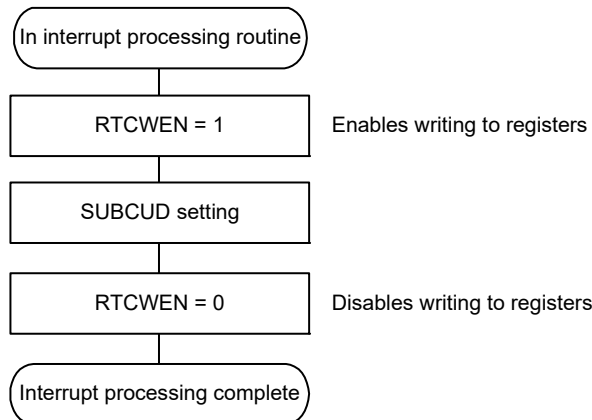 In interrupt processing routine
RTCWEN = 1
Enables writing to registers
SUBCUD setting
RTCWEN = 0
Disables writing to registers
Interrupt processing complete